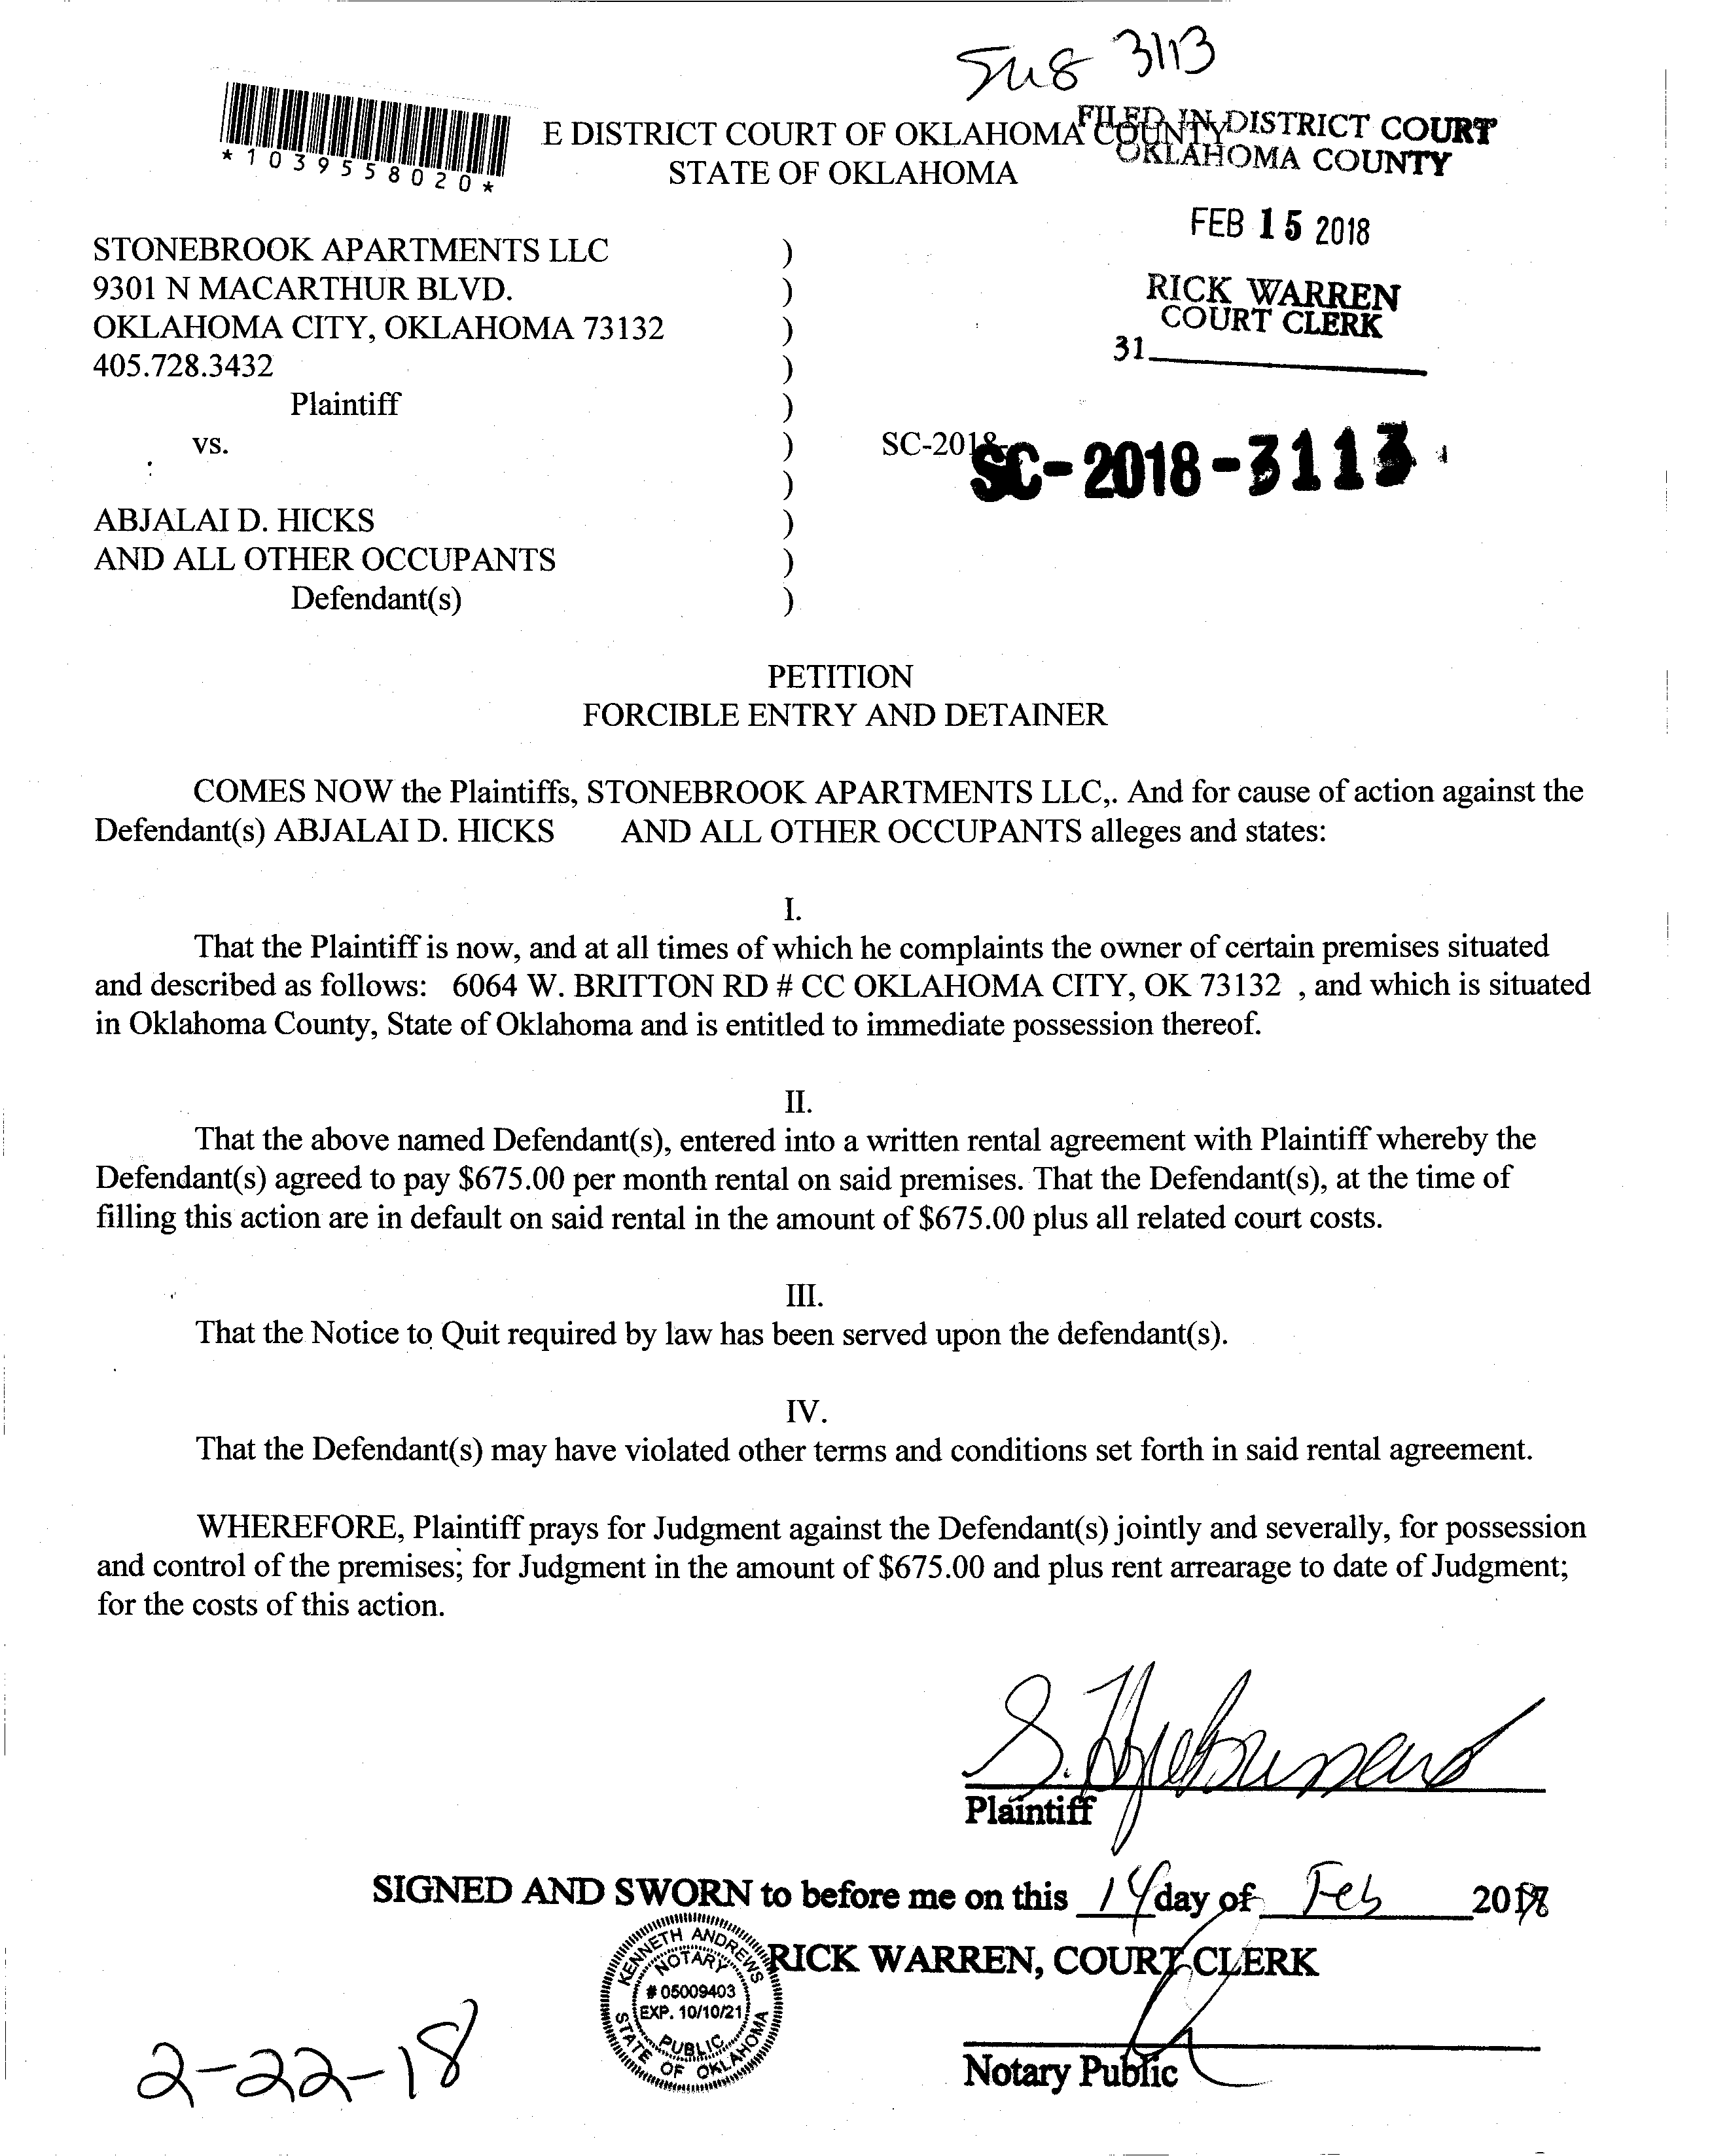 3113
*1039558020*
E DISTRICT COURT OF OKLAHOMA COUNTY
STATE OF OKLAHOMA
FILED IN DISTRICT COURT
OKLAHOMA COUNTY
FEB 15 2018
RICK WARREN
COURT CLERK
31
STONEBROOK APARTMENTS LLC )
9301 N MACARTHUR BLVD. )
OKLAHOMA CITY, OKLAHOMA 73132 )
405.728.3432 )
Plaintiff )
vs. ) SC-2018-
SC-2018-3113
)
ABJALAI D. HICKS )
AND ALL OTHER OCCUPANTS )
Defendant(s) )
PETITION
FORCIBLE ENTRY AND DETAINER
COMES NOW the Plaintiffs, STONEBROOK APARTMENTS LLC,. And for cause of action against the
Defendant(s) ABJALAI D. HICKS AND ALL OTHER OCCUPANTS alleges and states:
I.
That the Plaintiff is now, and at all times of which he complaints the owner of certain premises situated
and described as follows: 6064 W. BRITTON RD # CC OKLAHOMA CITY, OK 73132 , and which is situated
in Oklahoma County, State of Oklahoma and is entitled to immediate possession thereof.
II.
That the above named Defendant(s), entered into a written rental agreement with Plaintiff whereby the
Defendant(s) agreed to pay $675.00 per month rental on said premises. That the Defendant(s), at the time of
filling this action are in default on said rental in the amount of $675.00 plus all related court costs.
III.
That the Notice to Quit required by law has been served upon the defendant(s).
IV.
That the Defendant(s) may have violated other terms and conditions set forth in said rental agreement.
WHEREFORE, Plaintiff prays for Judgment against the Defendant(s) jointly and severally, for possession
and control of the premises; for Judgment in the amount of $675.00 and plus rent arrearage to date of Judgment;
for the costs of this action.
Plaintiff
SIGNED AND SWORN to before me on this 14 day of Feb 2018
RICK WARREN, COURT CLERK
KENNETH ANDREWS
NOTARY
# 05009403
EXP. 10/10/21
PUBLIC
STATE OF OKLAHOMA
Notary Public
2-22-18